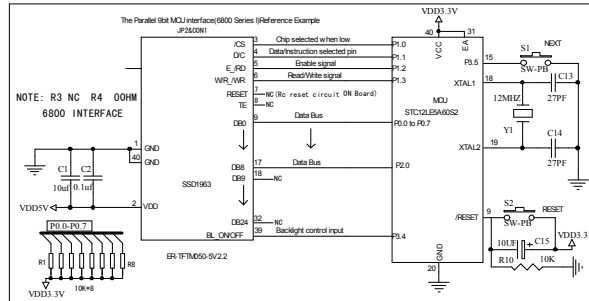 The Parallel 9bit MCU interface(6800 Series I)Reference Example
JP2&CON1
VDD3.3V
40 31
VCC EA
/CS 3 Chip selected when low P1.0
D/C 4 Data/Instruction selected pin P1.1
E_/RD 5 Enable signal P1.2
W/R_/WR 6 Read/Write signal P1.3
RESET 7 NC(Rc reset circuit ON Board)
TE 8 NC
DB0 9 Data Bus P0.0 to P0.7
NOTE: R3 NC R4 0OHM
6800 INTERFACE
MCU
STC12LE5A60S2
P3.5 15 S1 NEXT
SW-PB
XTAL1 18 C13
12MHZ 27PF
Y1
XTAL2 19 C14
27PF
1 GND
40 GND
C1 C2
10uf 0.1uf
SSD1963
DB8 17 Data Bus P2.0
DB9 18 NC
VDD5V 2 VDD
DB24 32 NC
BL_ON\OFF 39 Backlight control input P3.4
P0.0-P0.7
R1 R8
10K*8
VDD3.3V
ER-TFTM050-5V2.2
S2
/RESET 9 RESET
SW-PB
10UF + C15 VDD3.3
R10 10K
GND
20